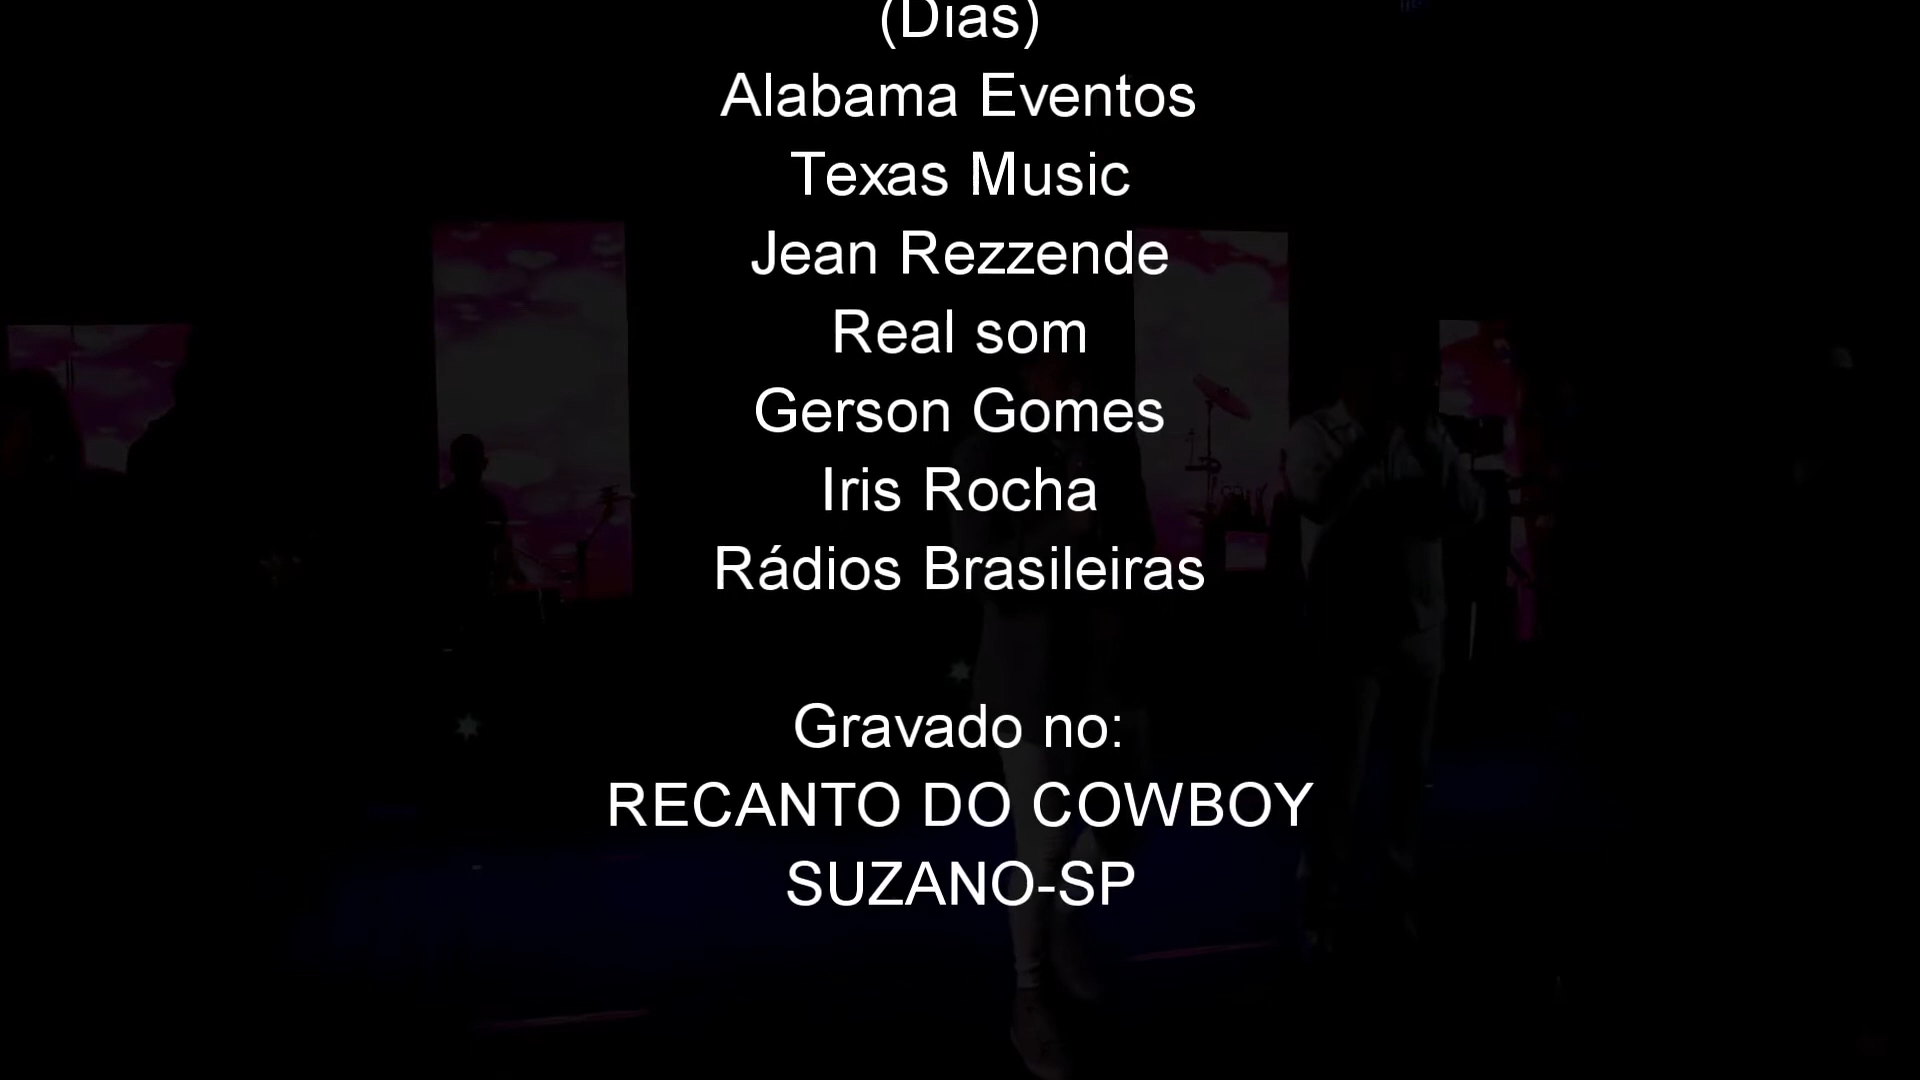 (Dias)
Alabama Eventos
Texas Music
Jean Rezzende
Real som
Gerson Gomes
Iris Rocha
Rádios Brasileiras
Gravado no:
RECANTO DO COWBOY
SUZANO-SP